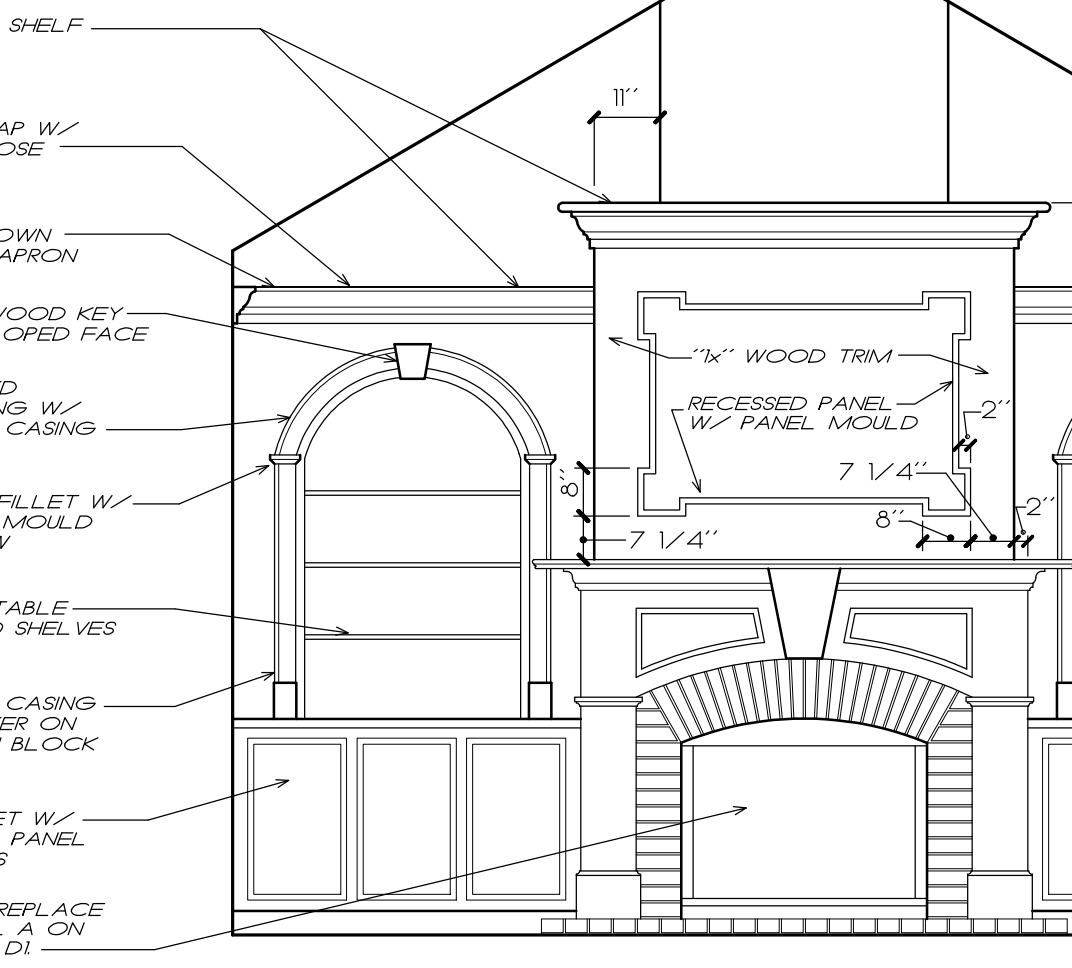 SHELF
11''
AP W/
OSE
OWN
APRON
WOOD KEY
OPED FACE
''1x'' WOOD TRIM
ED
NG W/
CASING
RECESSED PANEL
W/ PANEL MOULD
2''
7 1/4''
8''
FILLET W/
MOULD
W
8''
2''
7 1/4''
TABLE
D SHELVES
CASING
ER ON
BLOCK
ET W/
PANEL
S
REPLACE
A ON
D1.